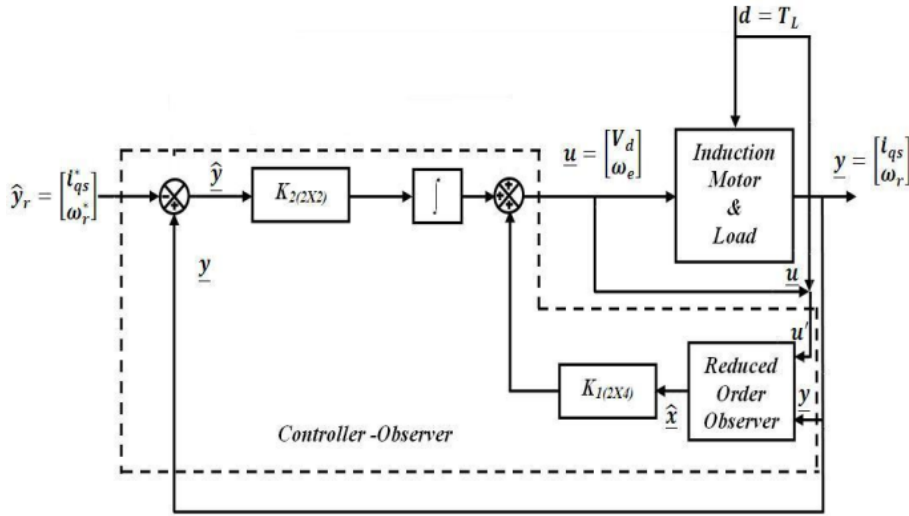 d = T_L
u = [V_d
ω_e]
Induction
Motor
&
Load
y = [i_qs
ω_r]
ŷ_r = [i*_qs
ω*_r]
-
+
ŷ
K_2(2X2)
∫
+
+
+
y
u
u'
Reduced
Order
Observer
y
x̂
K_1(2X4)
Controller -Observer